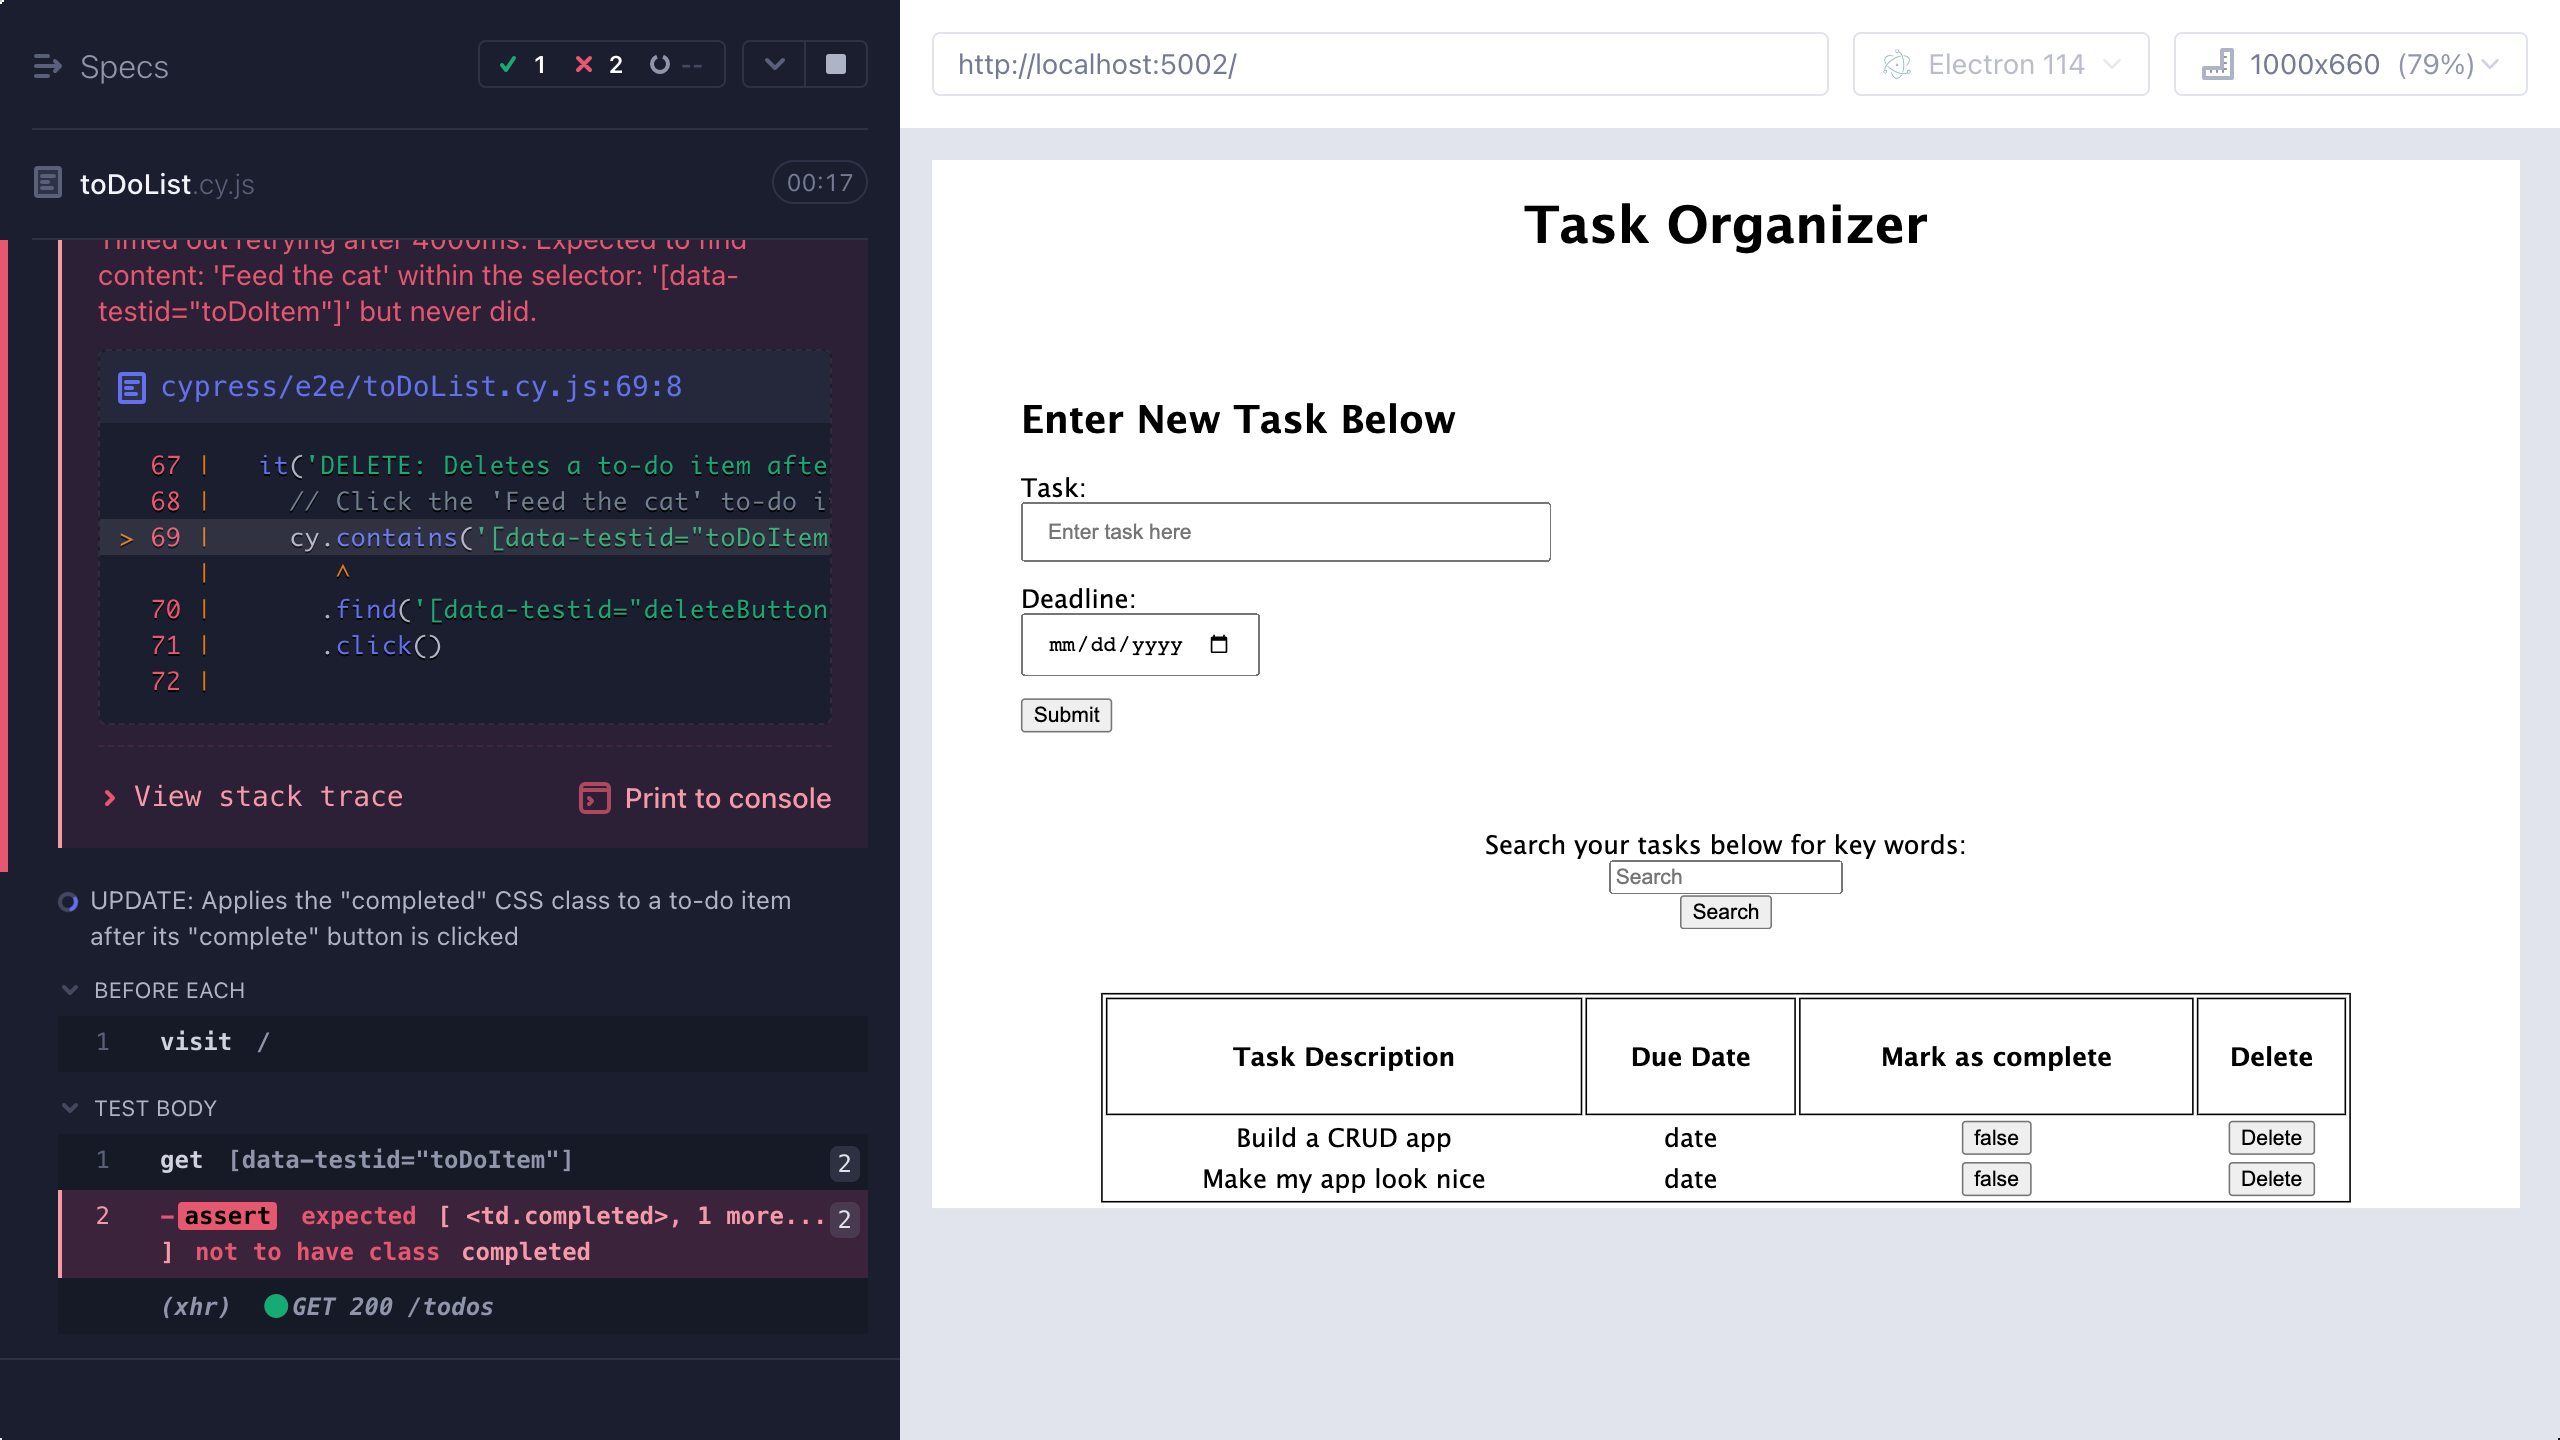 Specs
1 2 --
toDoList.cy.js
00:17
Timed out retrying after 4000ms: Expected to find
content: 'Feed the cat' within the selector: '[data-
testid="toDoItem"]' but never did.
cypress/e2e/toDoList.cy.js:69:8
67 | it('DELETE: Deletes a to-do item afte
68 | // Click the 'Feed the cat' to-do i
> 69 | cy.contains('[data-testid="toDoItem
| ^
70 | .find('[data-testid="deleteButton
71 | .click()
72 |
View stack trace
Print to console
UPDATE: Applies the "completed" CSS class to a to-do item
after its "complete" button is clicked
BEFORE EACH
1 visit /
TEST BODY
1 get [data-testid="toDoItem"] 2
2 -assert expected [ <td.completed>, 1 more... 2
] not to have class completed
(xhr) GET 200 /todos
http://localhost:5002/
Electron 114
1000x660 (79%)
Task Organizer
Enter New Task Below
Task:
Enter task here
Deadline:
mm/dd/yyyy
Submit
Search your tasks below for key words:
Search
Search
Task Description Due Date Mark as complete Delete
Build a CRUD app date false Delete
Make my app look nice date false Delete